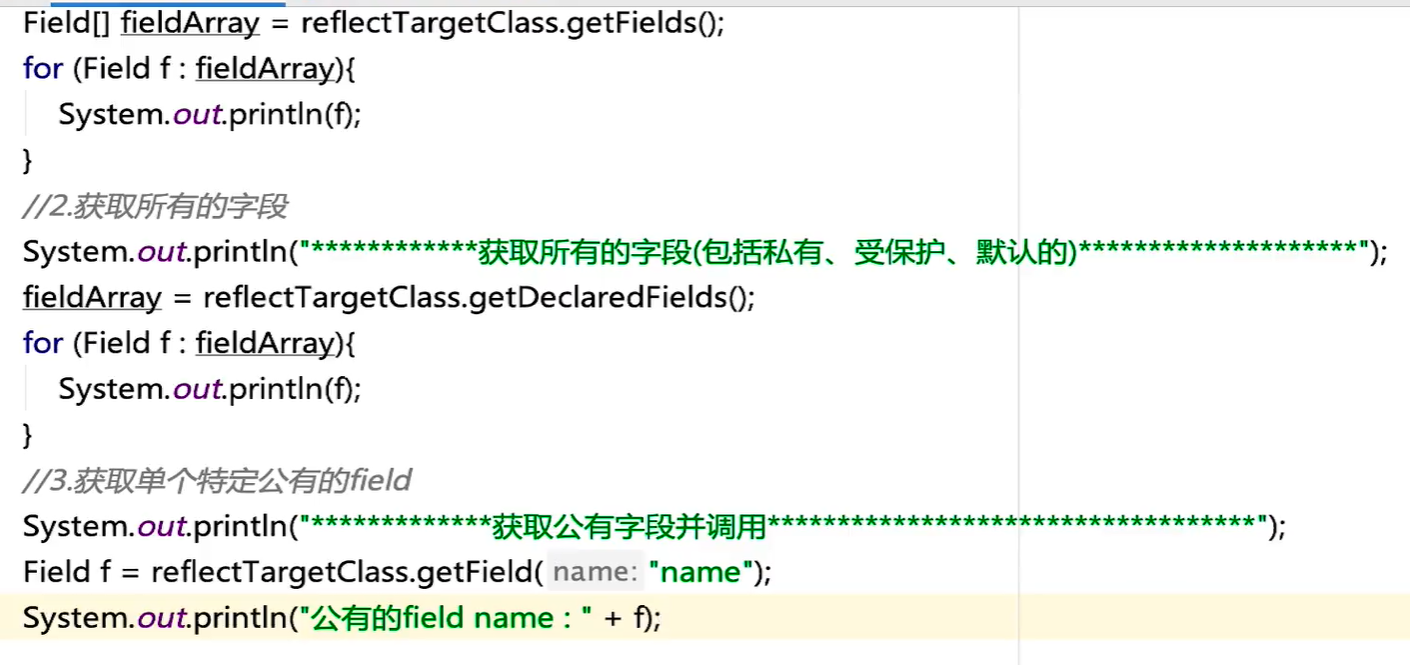 Field[] fieldArray = reflectTargetClass.getFields();
for (Field f : fieldArray){
System.out.println(f);
}
//2.获取所有的字段
System.out.println("************获取所有的字段(包括私有、受保护、默认的)********************");
fieldArray = reflectTargetClass.getDeclaredFields();
for (Field f : fieldArray){
System.out.println(f);
}
//3.获取单个特定公有的field
System.out.println("*************获取公有字段并调用***********************************");
Field f = reflectTargetClass.getField( name: "name");
System.out.println("公有的field name : " + f);